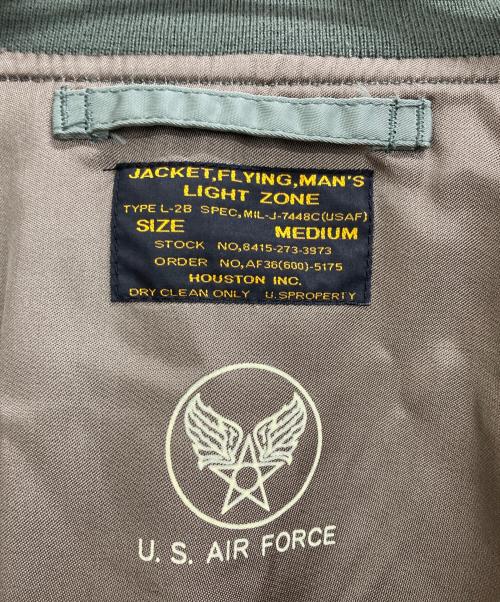 JACKET,FLYING,MAN'S
LIGHT ZONE
TYPE L-2B SPEC,MIL-J-7448C(USAF)
SIZE MEDIUM
STOCK NO,8415-273-3973
ORDER NO,AF36(600)-5175
HOUSTON INC.
DRY CLEAN ONLY U.SPROPERTY
U. S. AIR FORCE